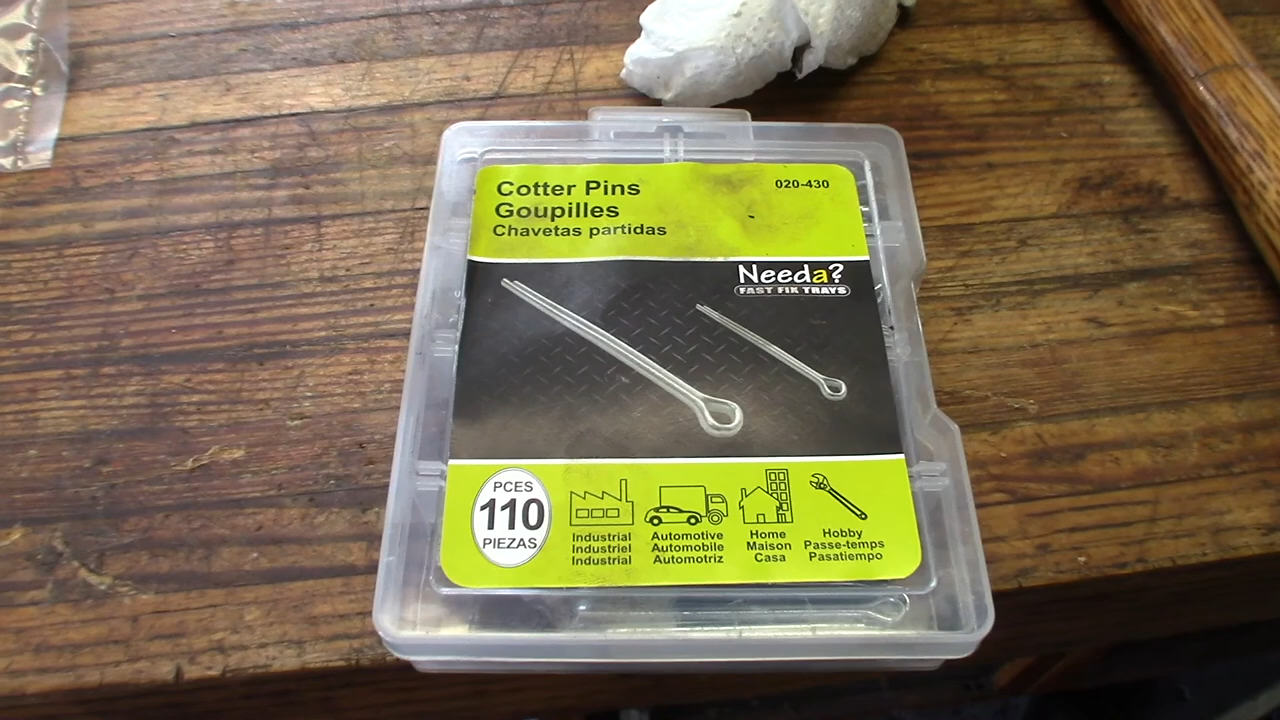 Cotter Pins
020-430
Goupilles
Chavetas partidas
Needa?
FAST FIX TRAYS
PCES
110
PIEZAS
Industrial
Industriel
Industrial
Automotive
Automobile
Automotriz
Home
Maison
Casa
Hobby
Passe-temps
Pasatiempo